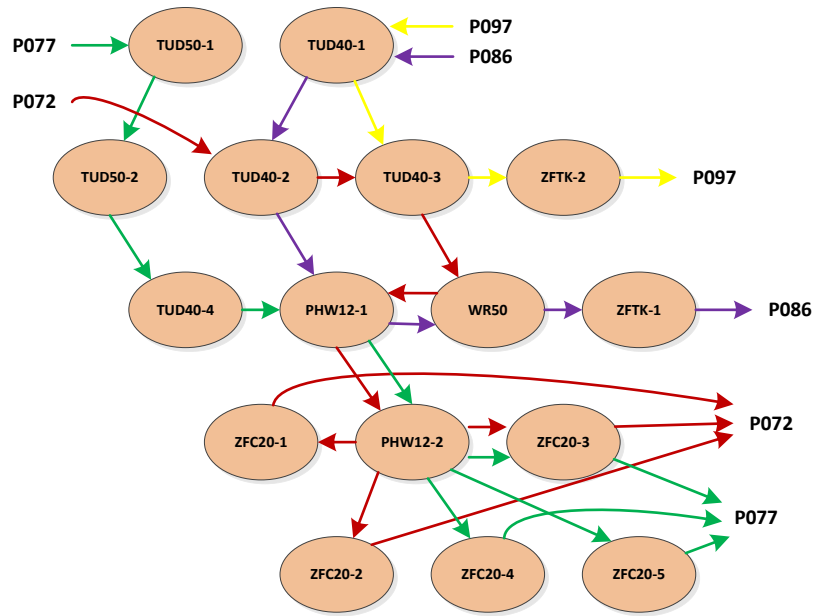 P077 TUD50-1 TUD40-1 P097
P086
P072
TUD50-2 TUD40-2 TUD40-3 ZFTK-2 P097
TUD40-4 PHW12-1 WR50 ZFTK-1 P086
ZFC20-1 PHW12-2 ZFC20-3 P072
P077
ZFC20-2 ZFC20-4 ZFC20-5